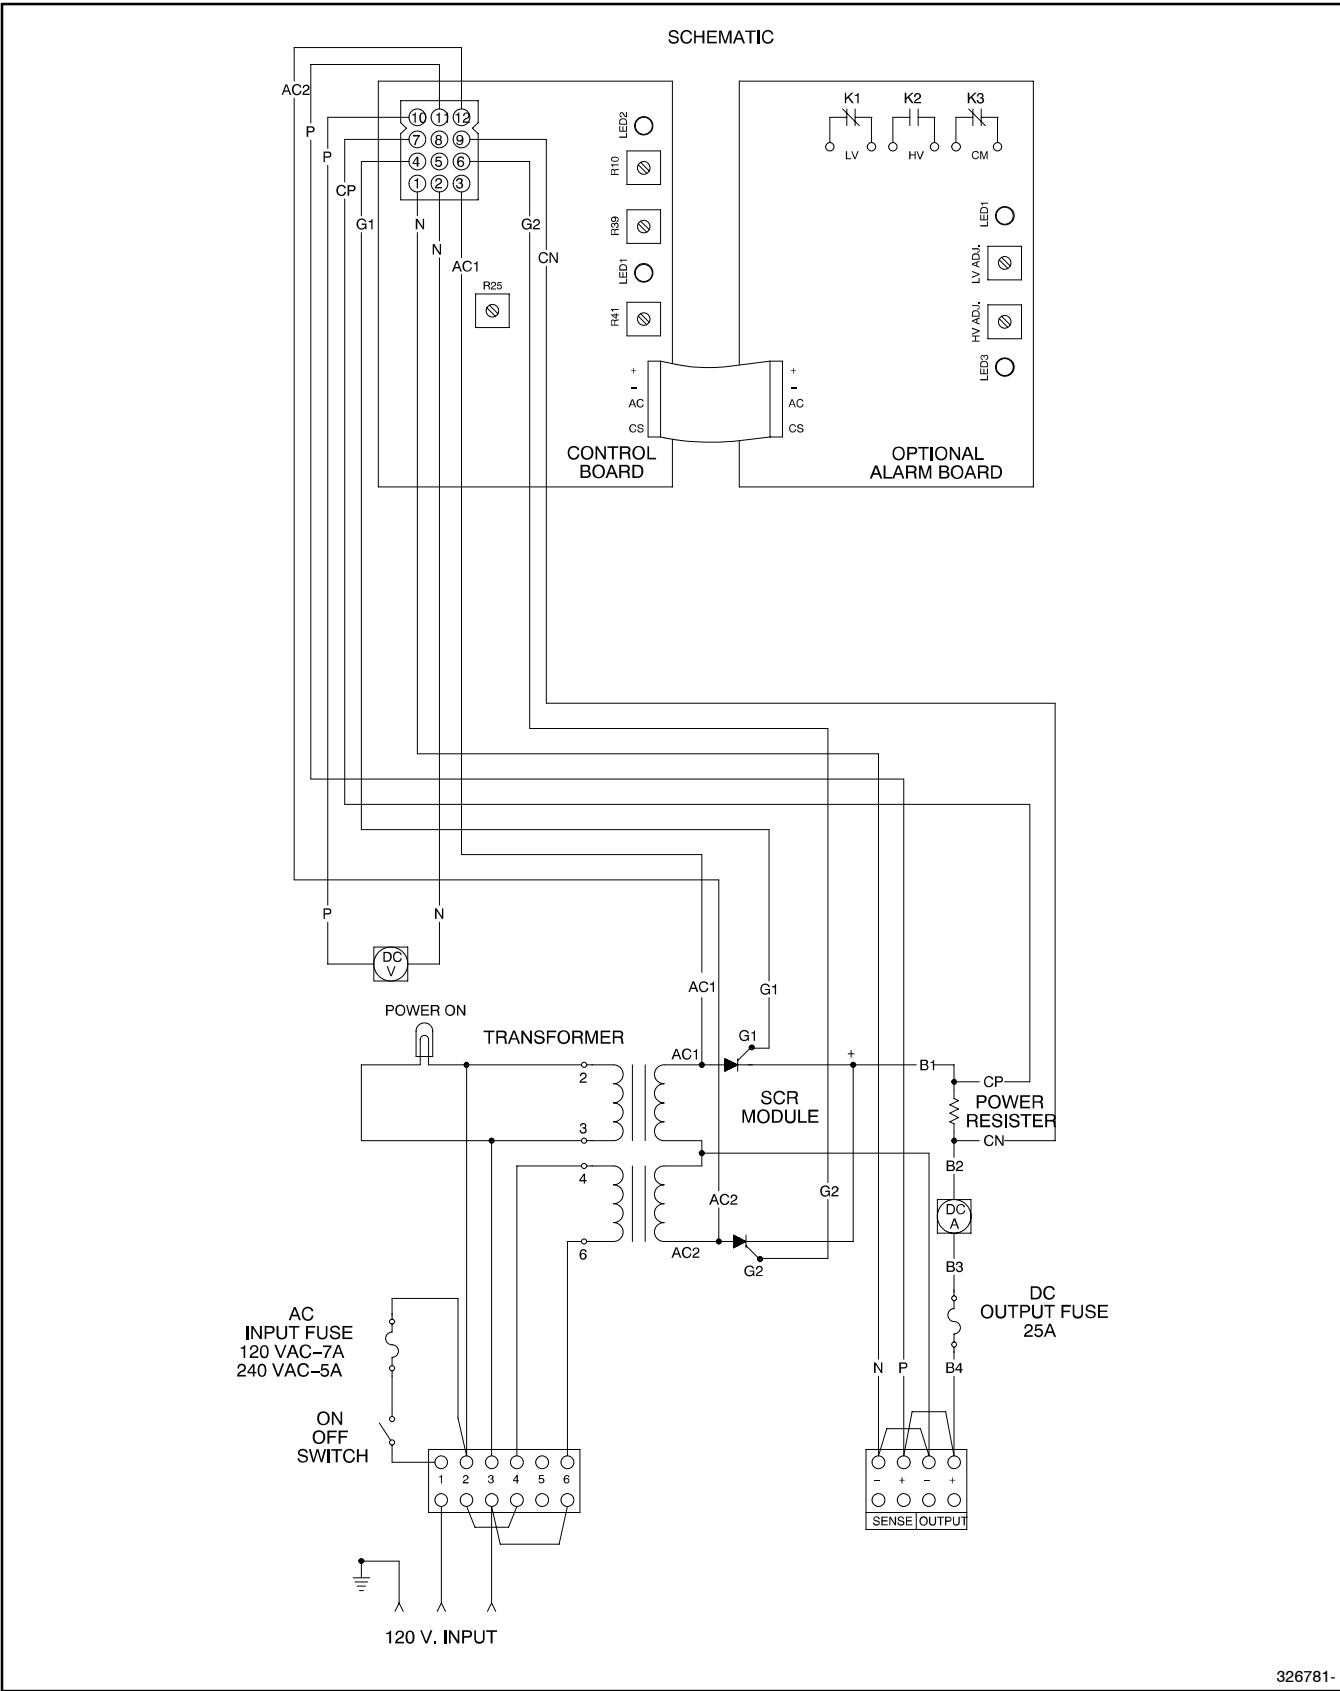 SCHEMATIC
AC2
P
P
CP
G1
N
N
AC1
G2
CN
10 11 12
7 8 9
4 5 6
1 2 3
R25
LED2
R10
R39
LED1
R41
+
-
AC
CS
CONTROL
BOARD
K1 K2 K3
LV HV CM
LED1
LV ADJ.
HV ADJ.
LED3
+
-
AC
CS
OPTIONAL
ALARM BOARD
P
N
DC
V
POWER ON
TRANSFORMER
2
3
4
6
AC1
G1
AC1
G1
+
-
SCR
MODULE
AC2
AC2
G2
G2
B1
CP
POWER
RESISTER
CN
B2
DC
A
B3
DC
OUTPUT FUSE
25A
N
P
B4
- + - +
SENSE OUTPUT
AC
INPUT FUSE
120 VAC-7A
240 VAC-5A
ON
OFF
SWITCH
1 2 3 4 5 6
120 V. INPUT
326781-